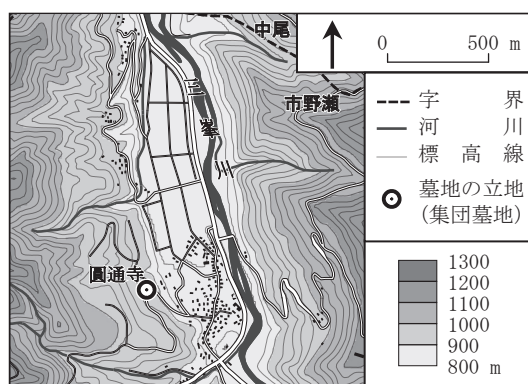 中尾
市野瀬
三峯川
圓通寺
0 500 m
字 界
河 川
標 高 線
墓地の立地
(集団墓地)
1300
1200
1100
1000
900
800 m